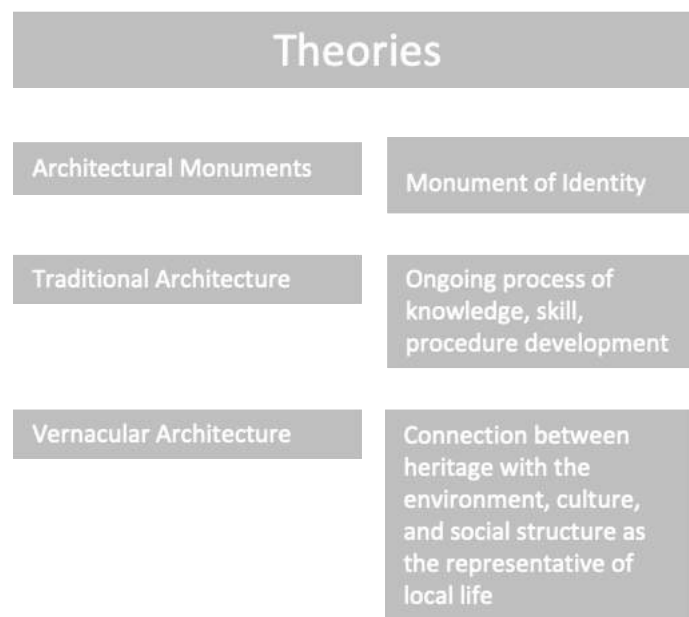 Theories
Architectural Monuments
Monument of Identity
Traditional Architecture
Ongoing process of
knowledge, skill,
procedure development
Vernacular Architecture
Connection between
heritage with the
environment, culture,
and social structure as
the representative of
local life